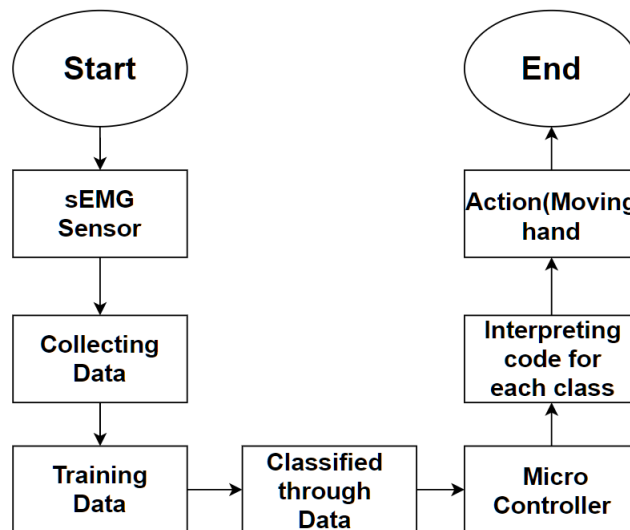 Start
sEMG
Sensor
Collecting
Data
Training
Data
Classified
through
Data
Micro
Controller
Interpreting
code for
each class
Action(Moving
hand
End